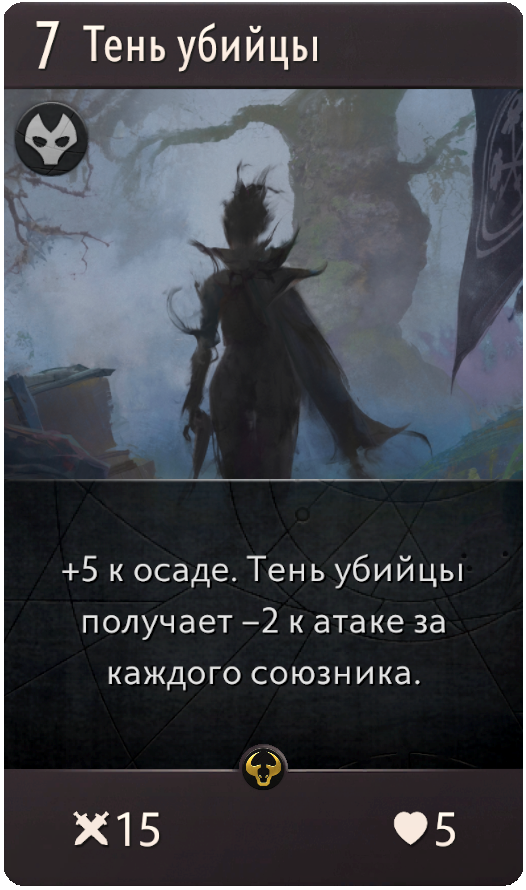 7 Тень убийцы
+5 к осаде. Тень убийцы
получает –2 к атаке за
каждого союзника.
15 5